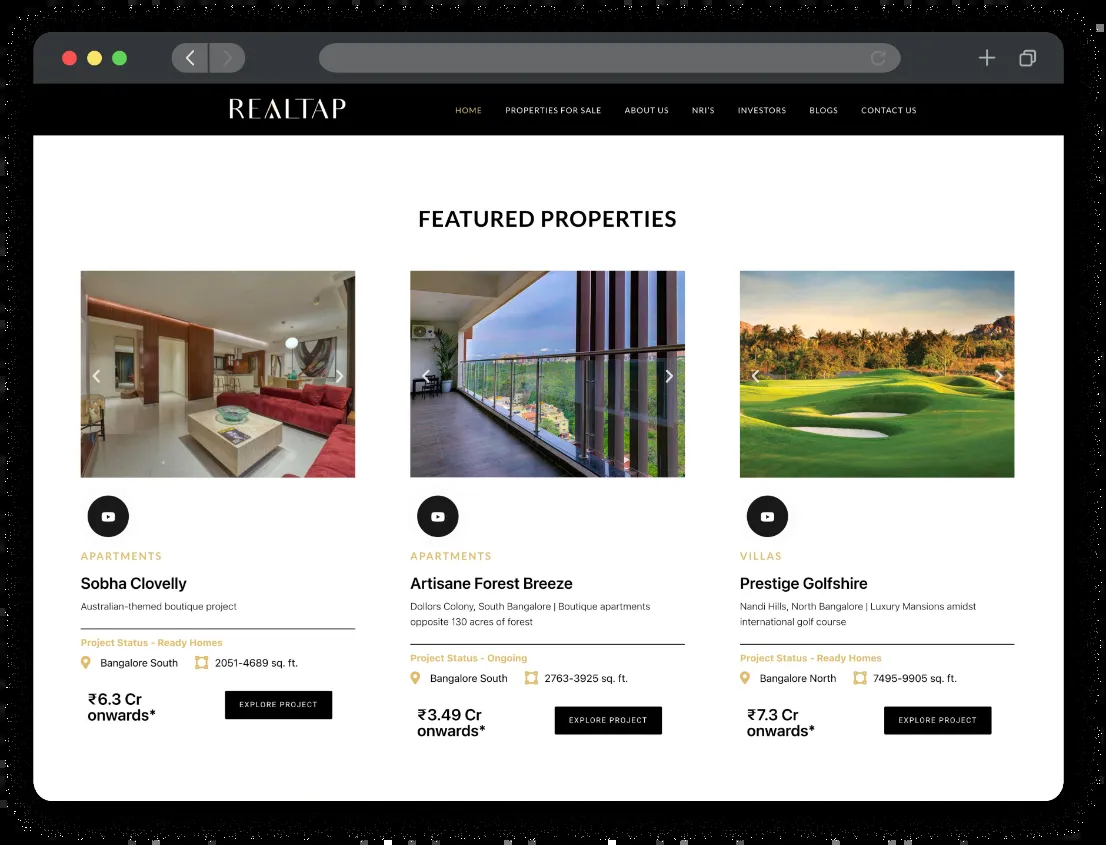 REALTAP
HOME PROPERTIES FOR SALE ABOUT US NRI'S INVESTORS BLOGS CONTACT US
FEATURED PROPERTIES
APARTMENTS
Sobha Clovelly
Australian-themed boutique project
Project Status - Ready Homes
Bangalore South 2051-4689 sq. ft.
₹6.3 Cr
onwards*
EXPLORE PROJECT
APARTMENTS
Artisane Forest Breeze
Dollors Colony, South Bangalore | Boutique apartments
opposite 130 acres of forest
Project Status - Ongoing
Bangalore South 2763-3925 sq. ft.
₹3.49 Cr
onwards*
EXPLORE PROJECT
VILLAS
Prestige Golfshire
Nandi Hills, North Bangalore | Luxury Mansions amidst
international golf course
Project Status - Ready Homes
Bangalore North 7495-9905 sq. ft.
₹7.3 Cr
onwards*
EXPLORE PROJECT